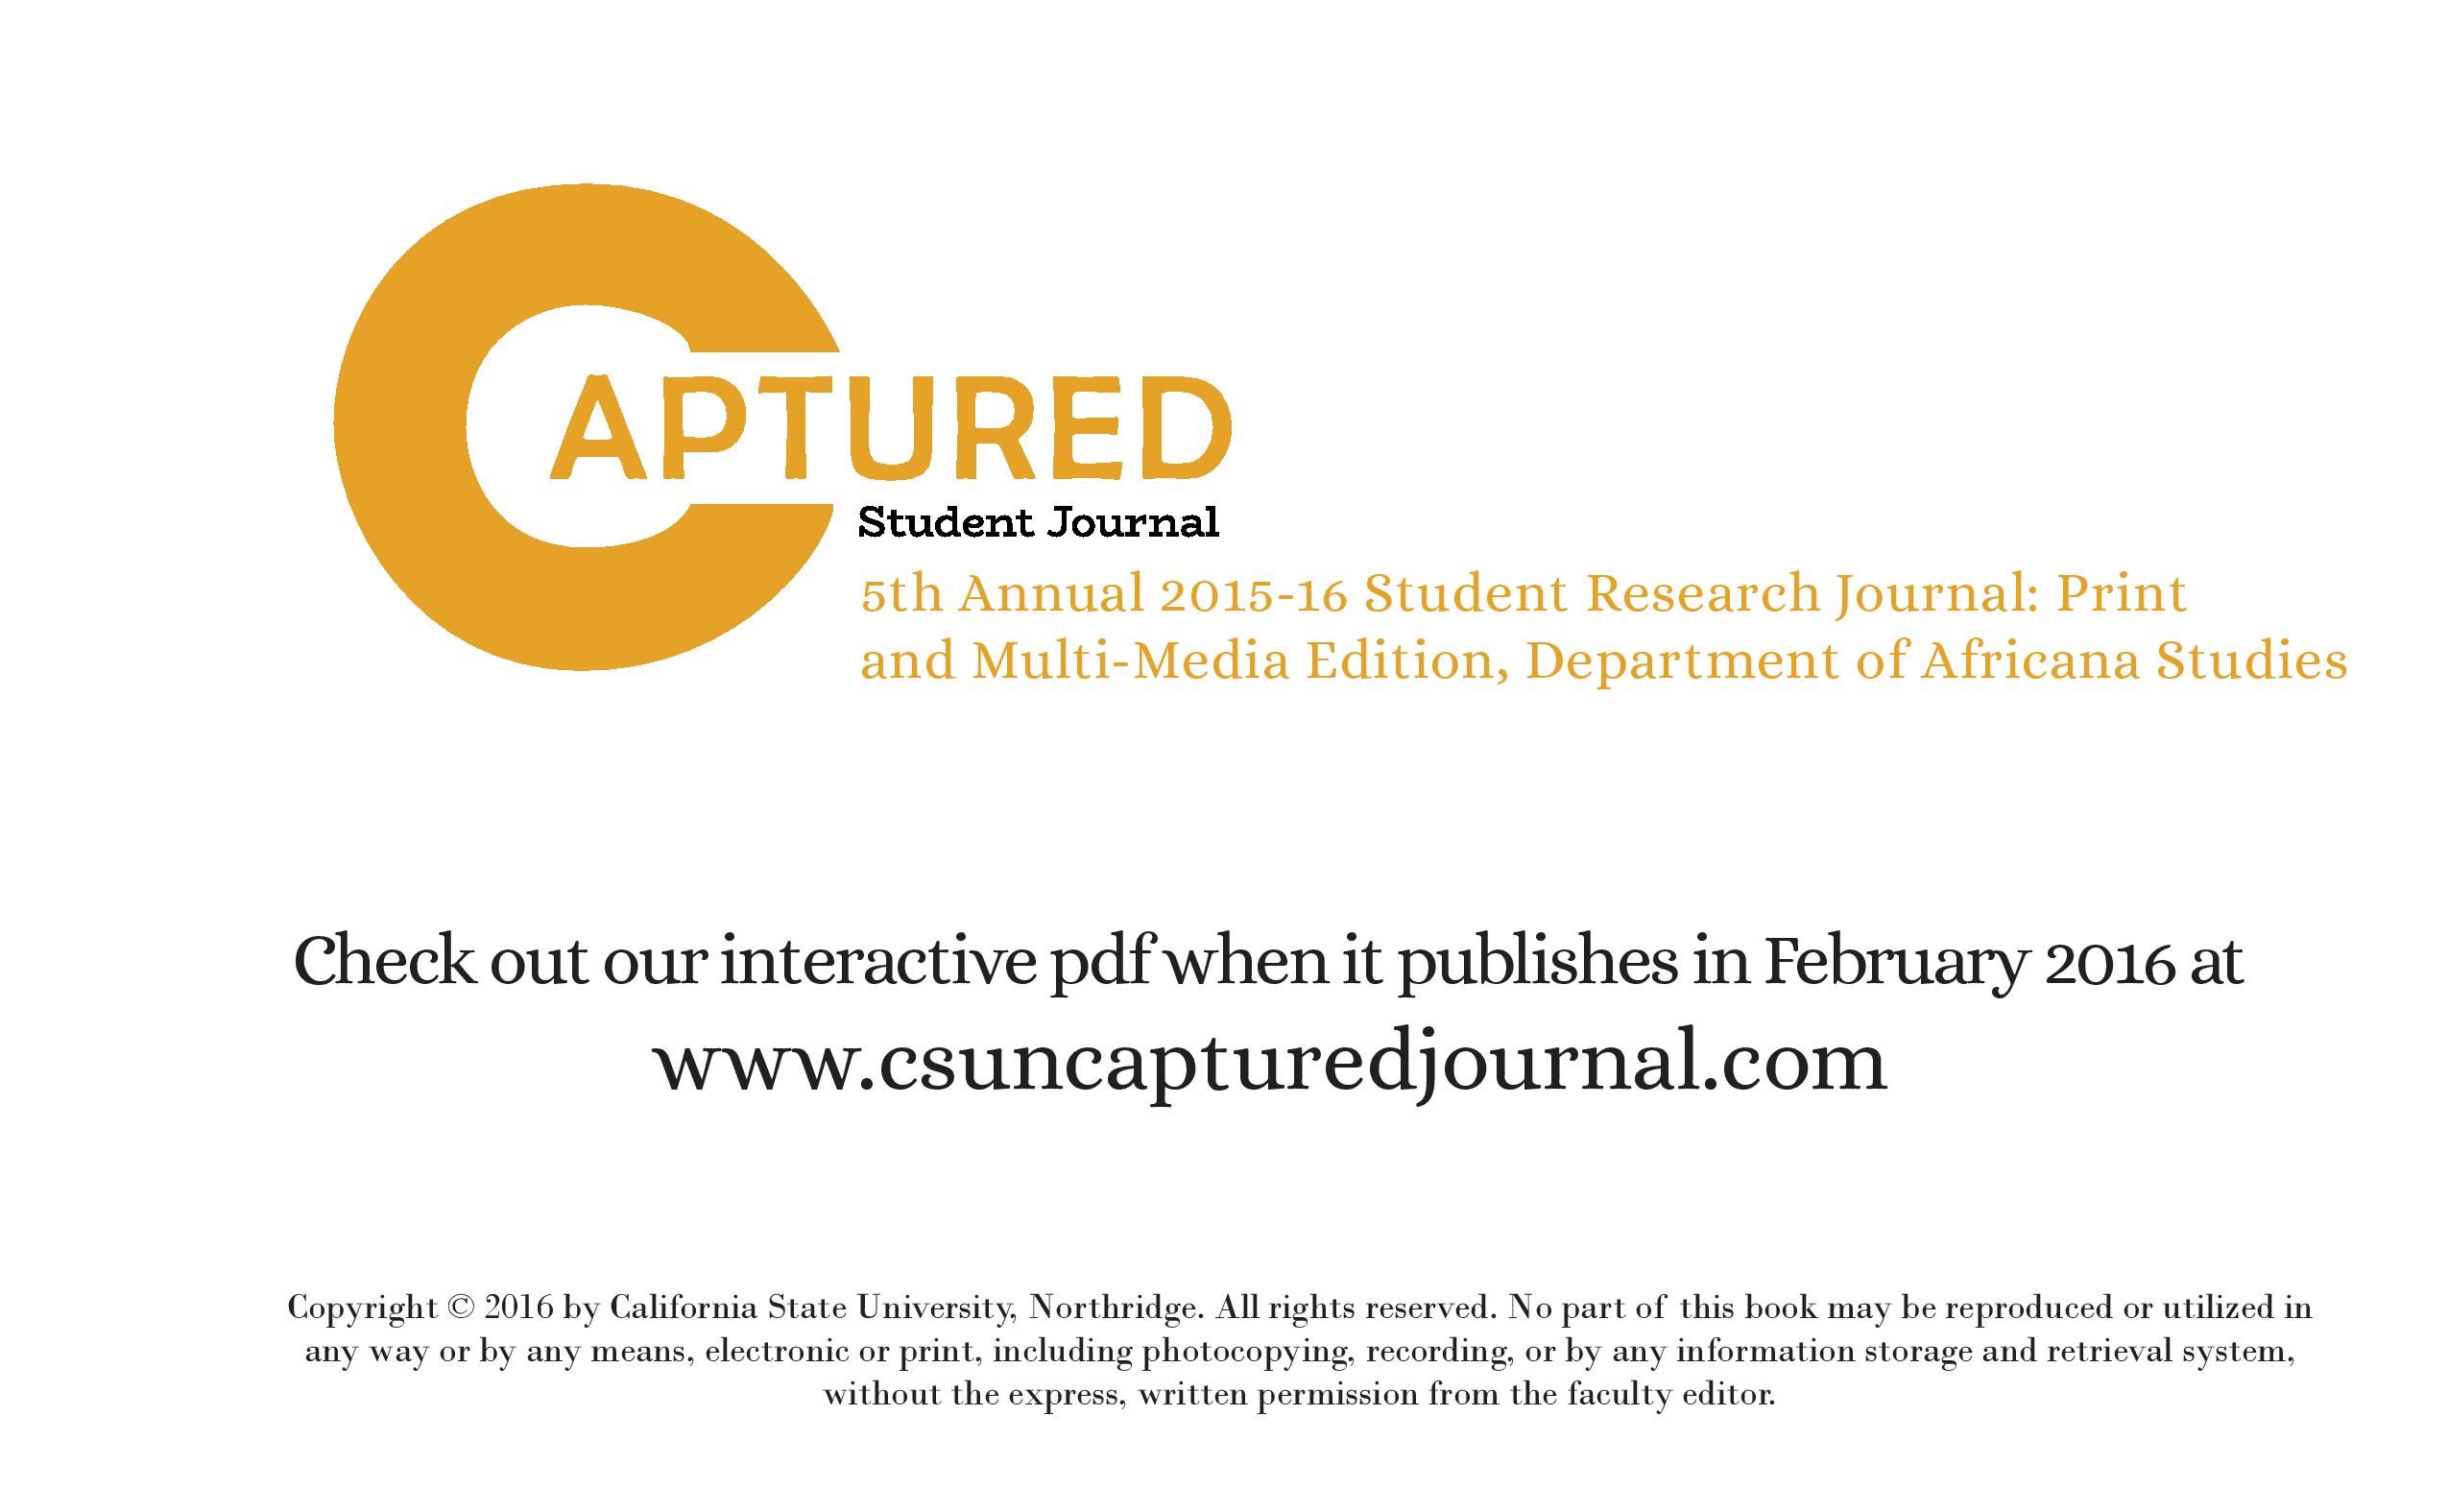 CAPTURED
Student Journal
5th Annual 2015-16 Student Research Journal: Print
and Multi-Media Edition, Department of Africana Studies
Check out our interactive pdf when it publishes in February 2016 at
www.csuncapturedjournal.com
Copyright © 2016 by California State University, Northridge. All rights reserved. No part of this book may be reproduced or utilized in
any way or by any means, electronic or print, including photocopying, recording, or by any information storage and retrieval system,
without the express, written permission from the faculty editor.